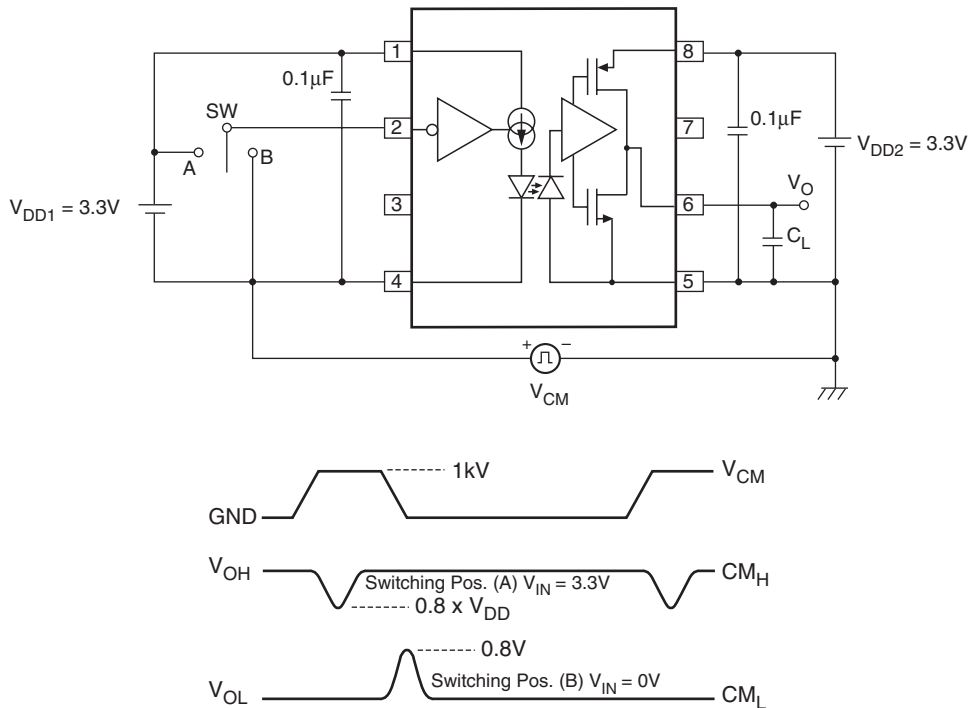 1
8
0.1μF
SW
2
7
0.1μF
A
B
V_DD2 = 3.3V
V_DD1 = 3.3V
3
6
V_O
C_L
4
5
+
−
V_CM
1kV
V_CM
GND
V_OH
Switching Pos. (A) V_IN = 3.3V
CM_H
0.8 x V_DD
0.8V
Switching Pos. (B) V_IN = 0V
V_OL
CM_L